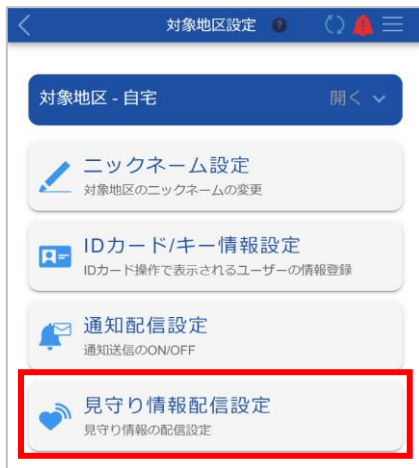 対象地区設定 ?
対象地区 - 自宅 開く
ニックネーム設定
対象地区のニックネームの変更
IDカード/キー情報設定
IDカード操作で表示されるユーザーの情報登録
通知配信設定
通知送信のON/OFF
見守り情報配信設定
見守り情報の配信設定